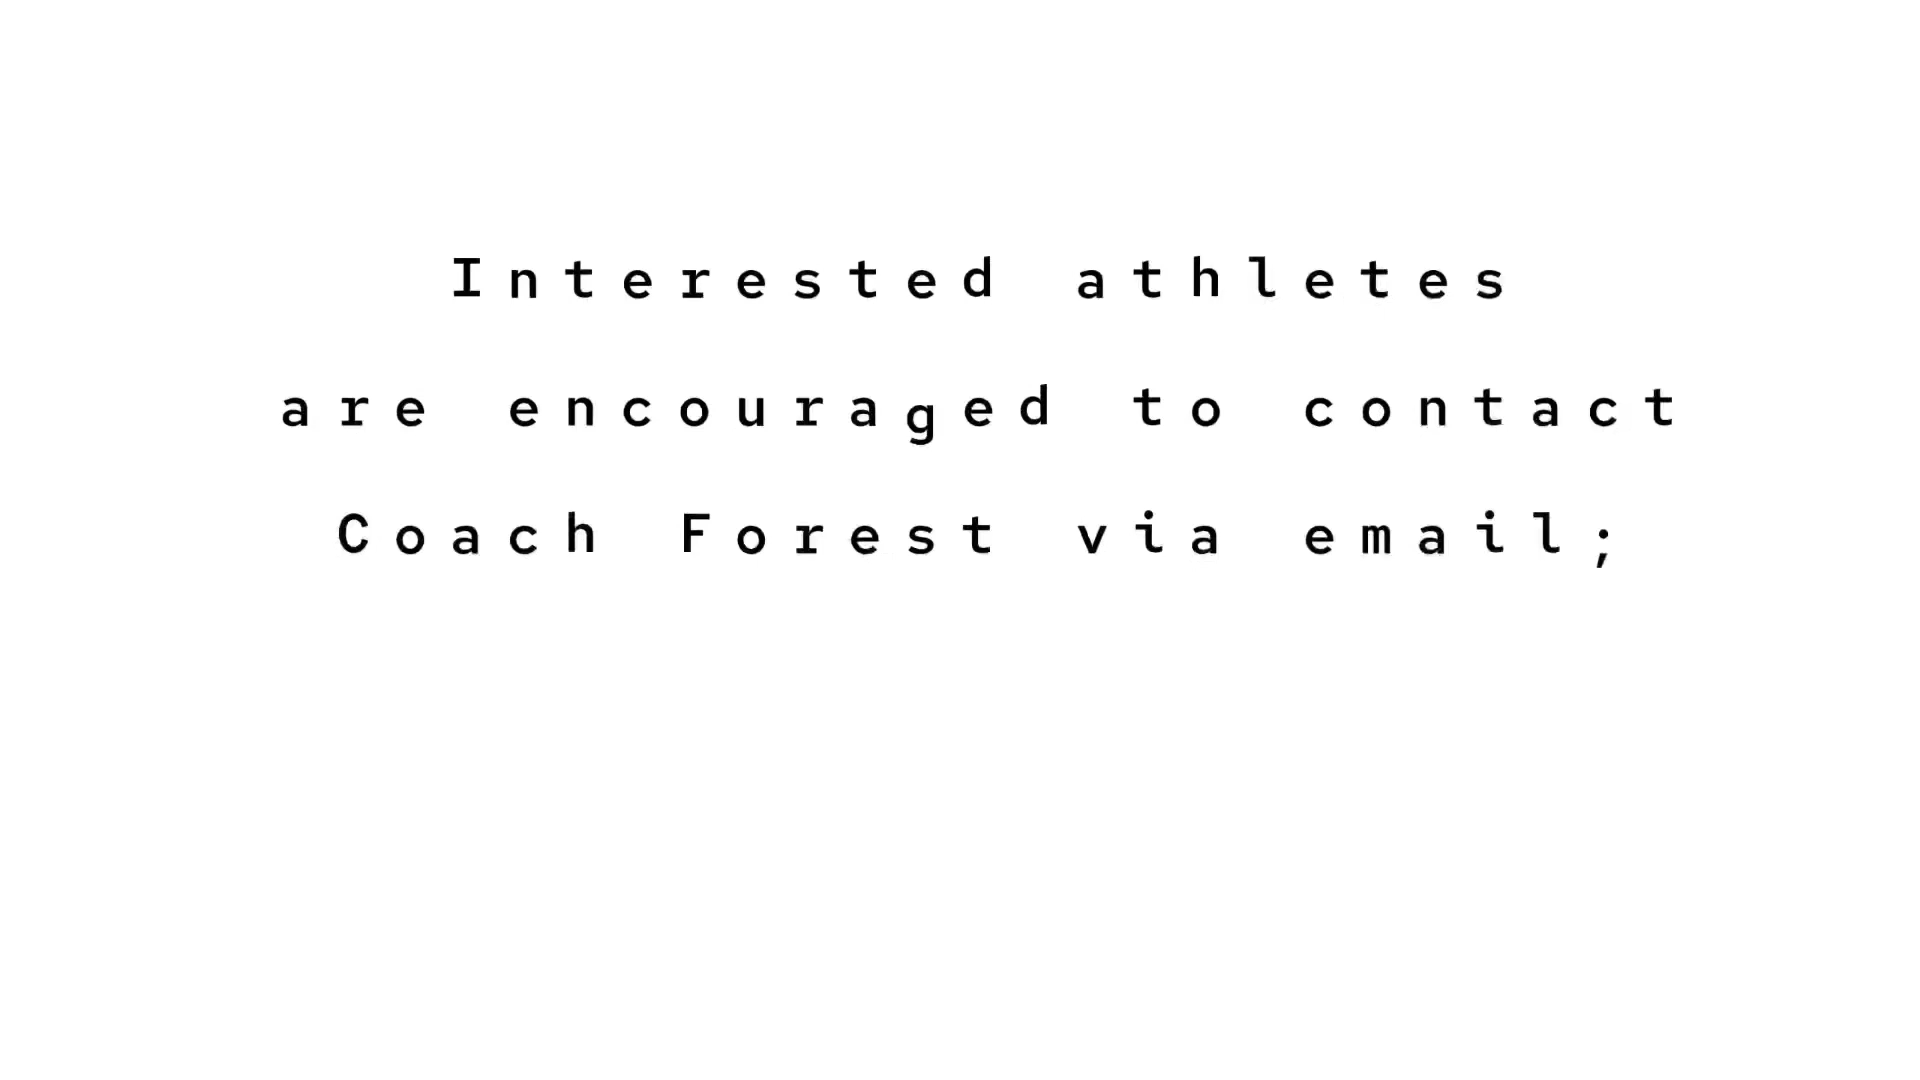 Interested athletes
are encouraged to contact
Coach Forest via email;